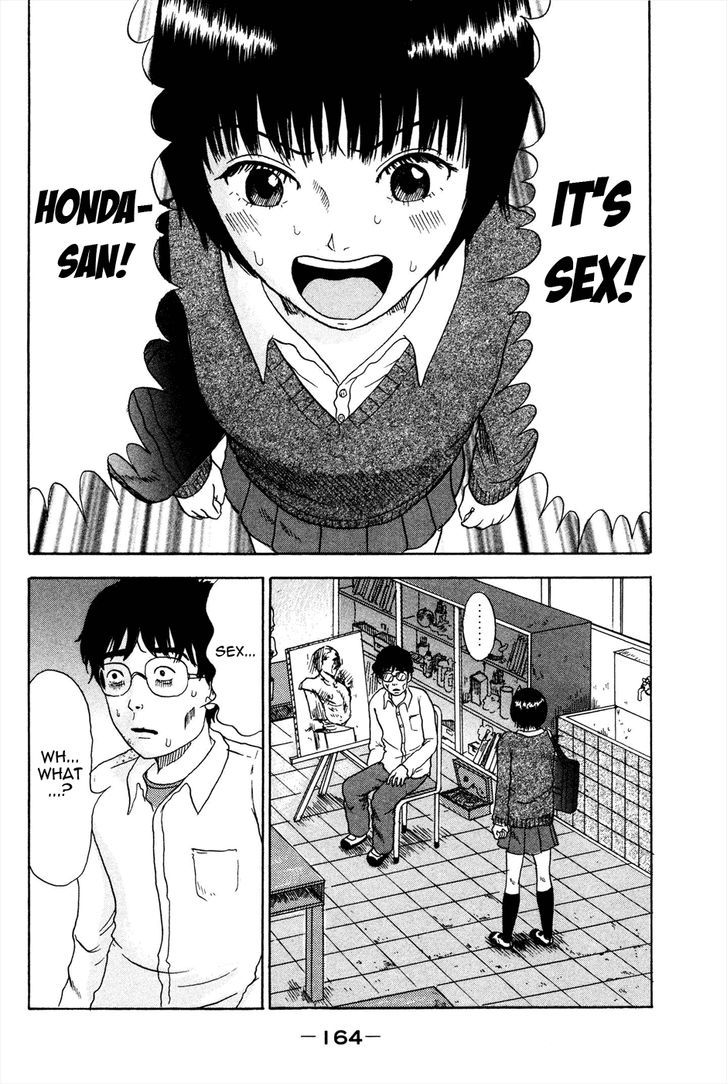 IT'S
SEX!
HONDA-
SAN!
......
SEX...
WH...
WHAT
...?
—164—